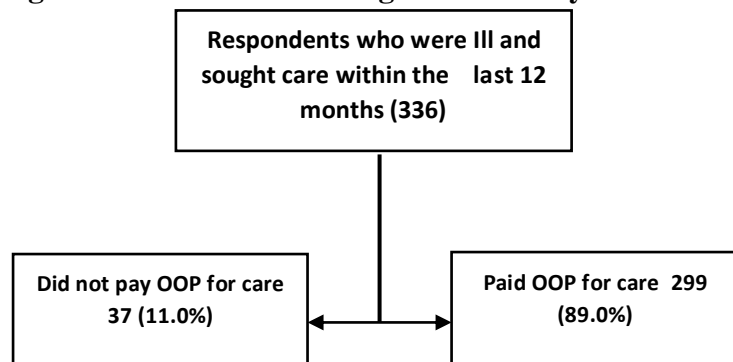 Respondents who were Ill and
sought care within the last 12
months (336)
Did not pay OOP for care
37 (11.0%)
Paid OOP for care 299
(89.0%)